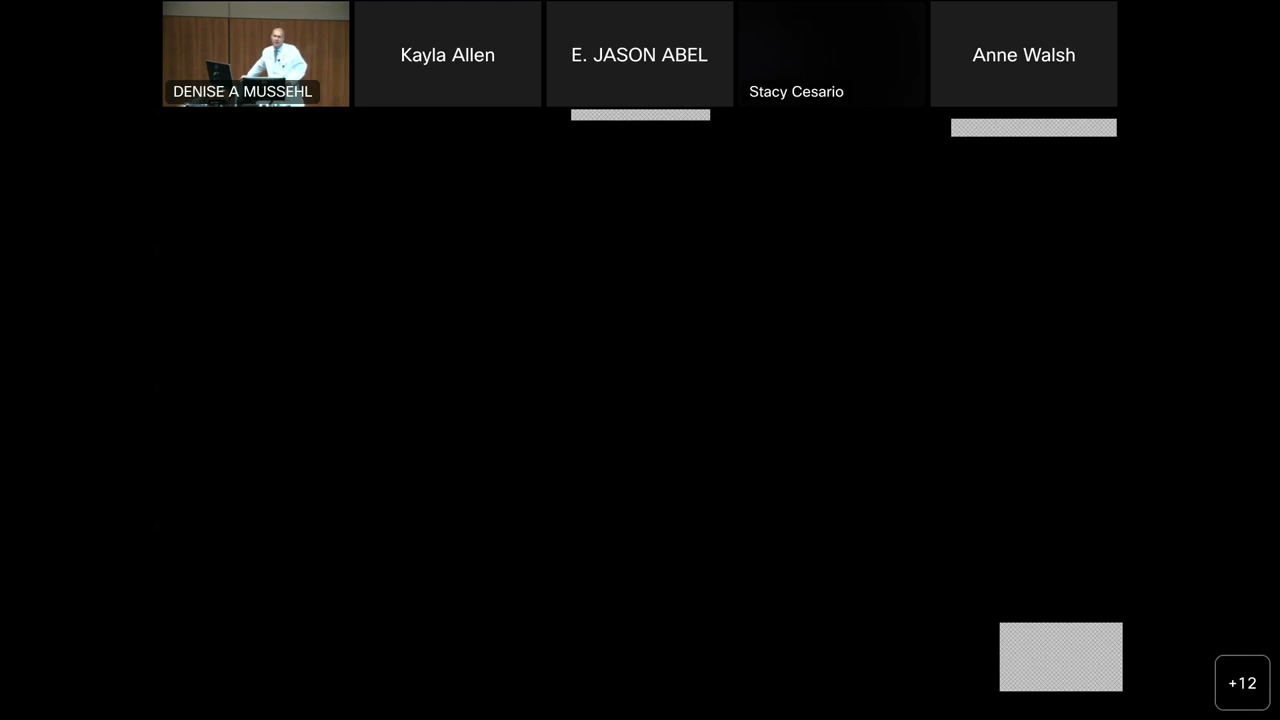 DENISE A MUSSEHL
Kayla Allen
E. JASON ABEL
Stacy Cesario
Anne Walsh
+12